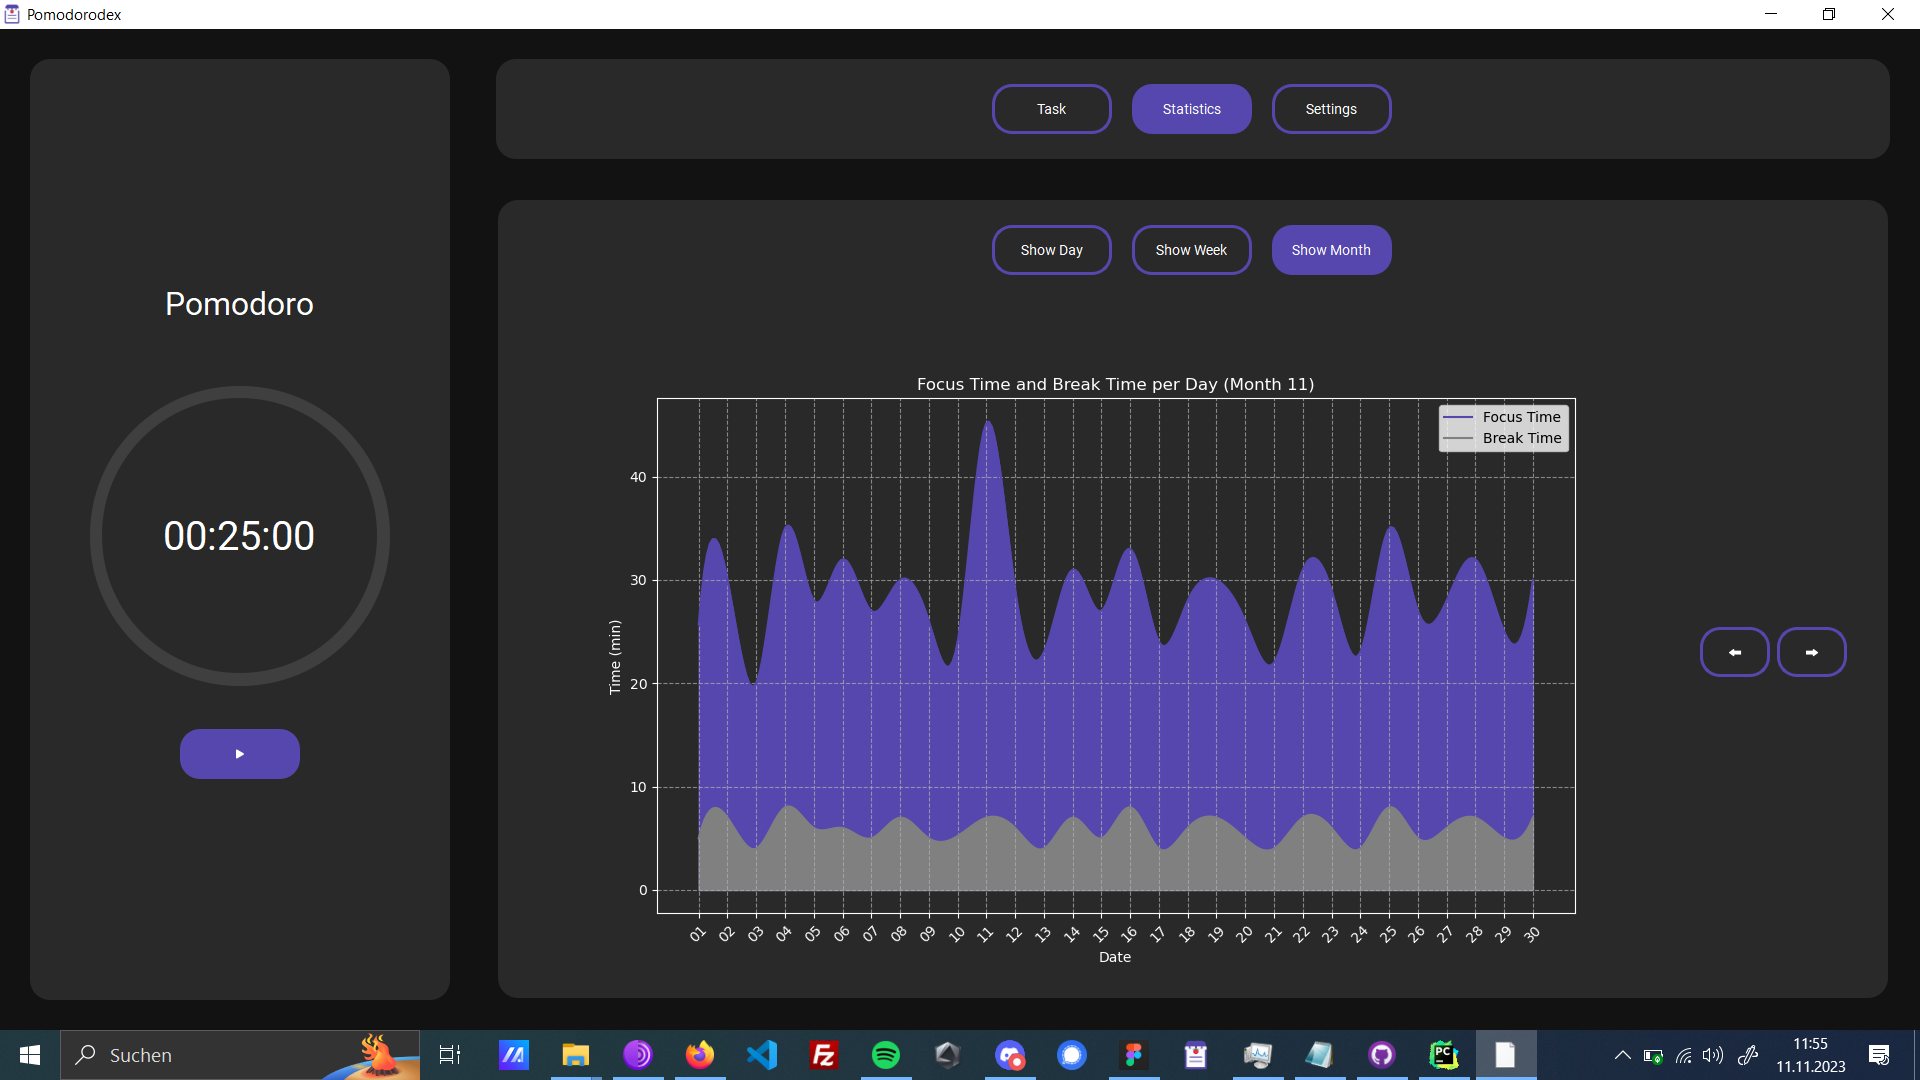 Pomodorodex
Task
Statistics
Settings
Show Day
Show Week
Show Month
Pomodoro
00:25:00
Focus Time and Break Time per Day (Month 11)
Focus Time
Break Time
Time (min)
40
30
20
10
0
01 02 03 04 05 06 07 08 09 10 11 12 13 14 15 16 17 18 19 20 21 22 23 24 25 26 27 28 29 30
Date
Suchen
PC
11:55
11.11.2023